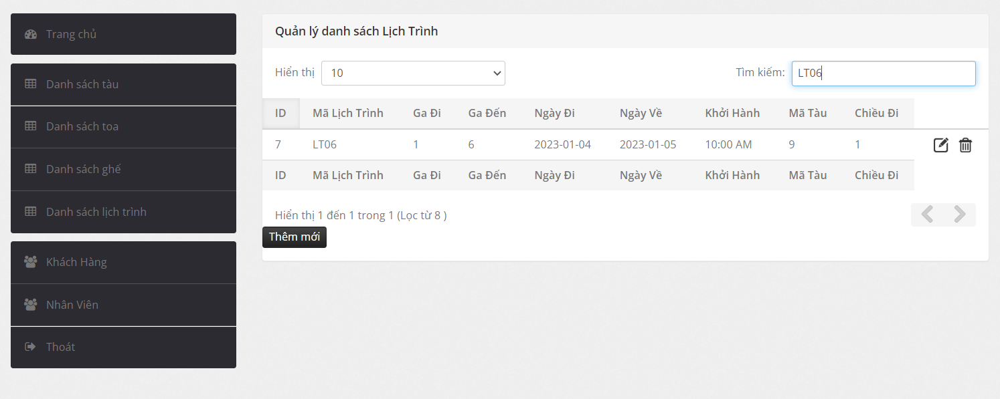 Trang chủ
Danh sách tàu
Danh sách toa
Danh sách ghế
Danh sách lịch trình
Khách Hàng
Nhân Viên
Thoát
Quản lý danh sách Lịch Trình
Hiển thị 10 Tìm kiếm: LT06
ID Mã Lịch Trình Ga Đi Ga Đến Ngày Đi Ngày Về Khởi Hành Mã Tàu Chiều Đi
7 LT06 1 6 2023-01-04 2023-01-05 10:00 AM 9 1
ID Mã Lịch Trình Ga Đi Ga Đến Ngày Đi Ngày Về Khởi Hành Mã Tàu Chiều Đi
Hiển thị 1 đến 1 trong 1 (Lọc từ 8 )
Thêm mới